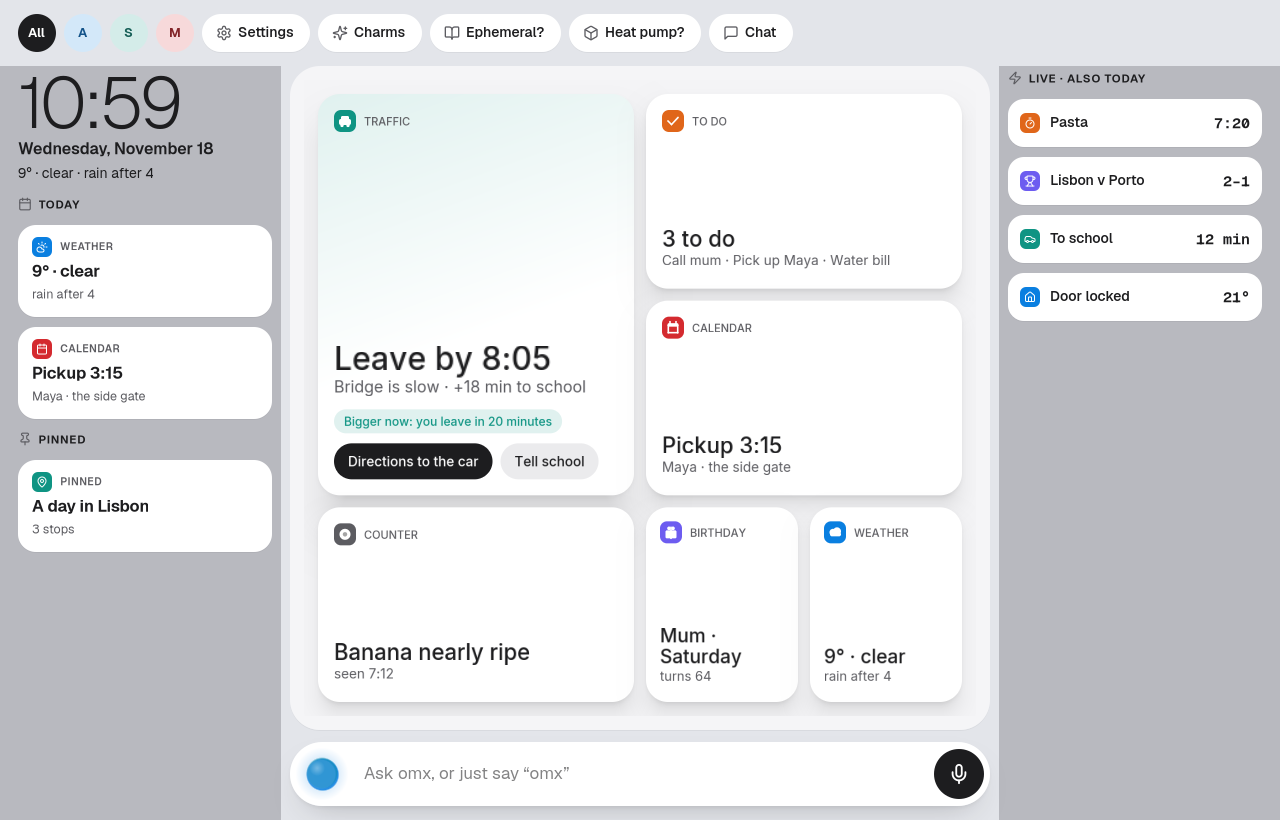 All
A
S
M
Settings
Charms
Ephemeral?
Heat pump?
Chat
10:59
Wednesday, November 18
9° · clear · rain after 4
TODAY
WEATHER
9° · clear
rain after 4
CALENDAR
Pickup 3:15
Maya · the side gate
PINNED
PINNED
A day in Lisbon
3 stops
TRAFFIC
Leave by 8:05
Bridge is slow · +18 min to school
Bigger now: you leave in 20 minutes
Directions to the car
Tell school
TO DO
3 to do
Call mum · Pick up Maya · Water bill
CALENDAR
Pickup 3:15
Maya · the side gate
COUNTER
Banana nearly ripe
seen 7:12
BIRTHDAY
Mum ·
Saturday
turns 64
WEATHER
9° · clear
rain after 4
Ask omx, or just say “omx”
LIVE · ALSO TODAY
Pasta
7:20
Lisbon v Porto
2–1
To school
12 min
Door locked
21°